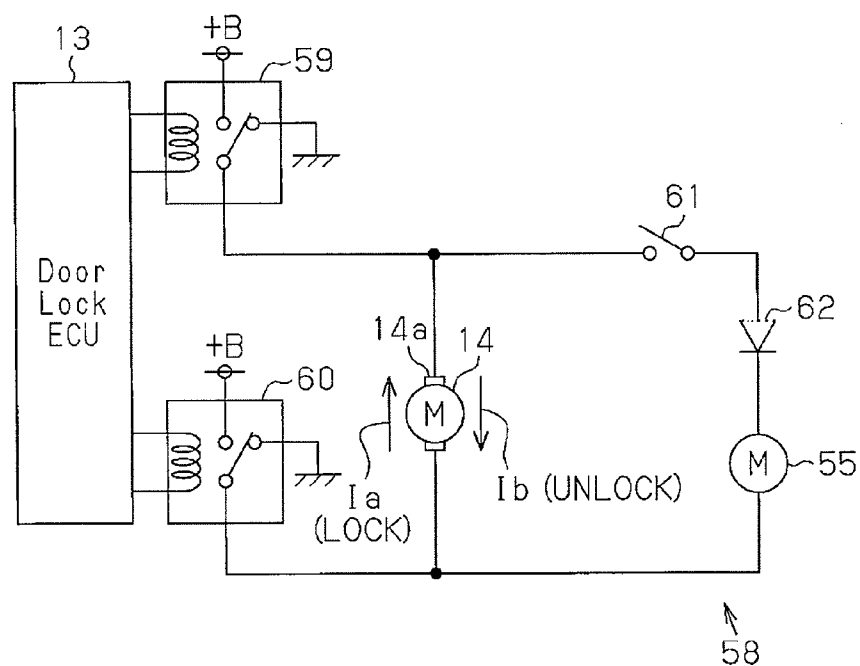 13
+B
59
61
Door
Lock
ECU
62
+B
60
14a
14
M
M
55
Ia
(LOCK)
Ib (UNLOCK)
58